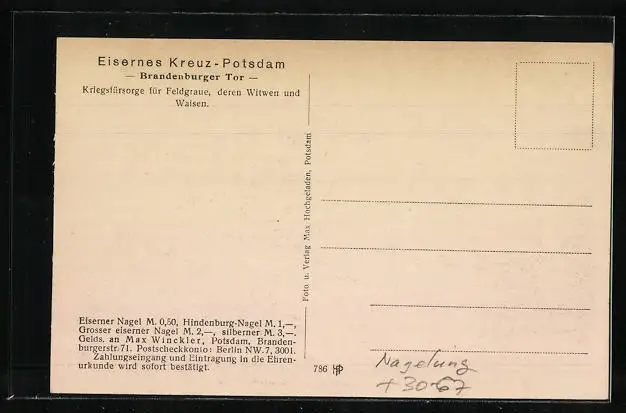 Eisernes Kreuz-Potsdam
— Brandenburger Tor —
Kriegsfürsorge für Feldgraue, deren Witwen und
Waisen.
Foto u. Verlag Max Hochgeladen, Potsdam
Eiserner Nagel M. 0,50, Hindenburg-Nagel M. 1,—,
Grosser eiserner Nagel M. 2,—, silberner M. 3,—.
Gelds. an Max Winckler, Potsdam, Branden-
burgerstr. 71. Postscheckkonto: Berlin NW. 7, 3001.
Zahlungseingang und Eintragung in die Ehren-
urkunde wird sofort bestätigt.
786
Nagelung
+30-67